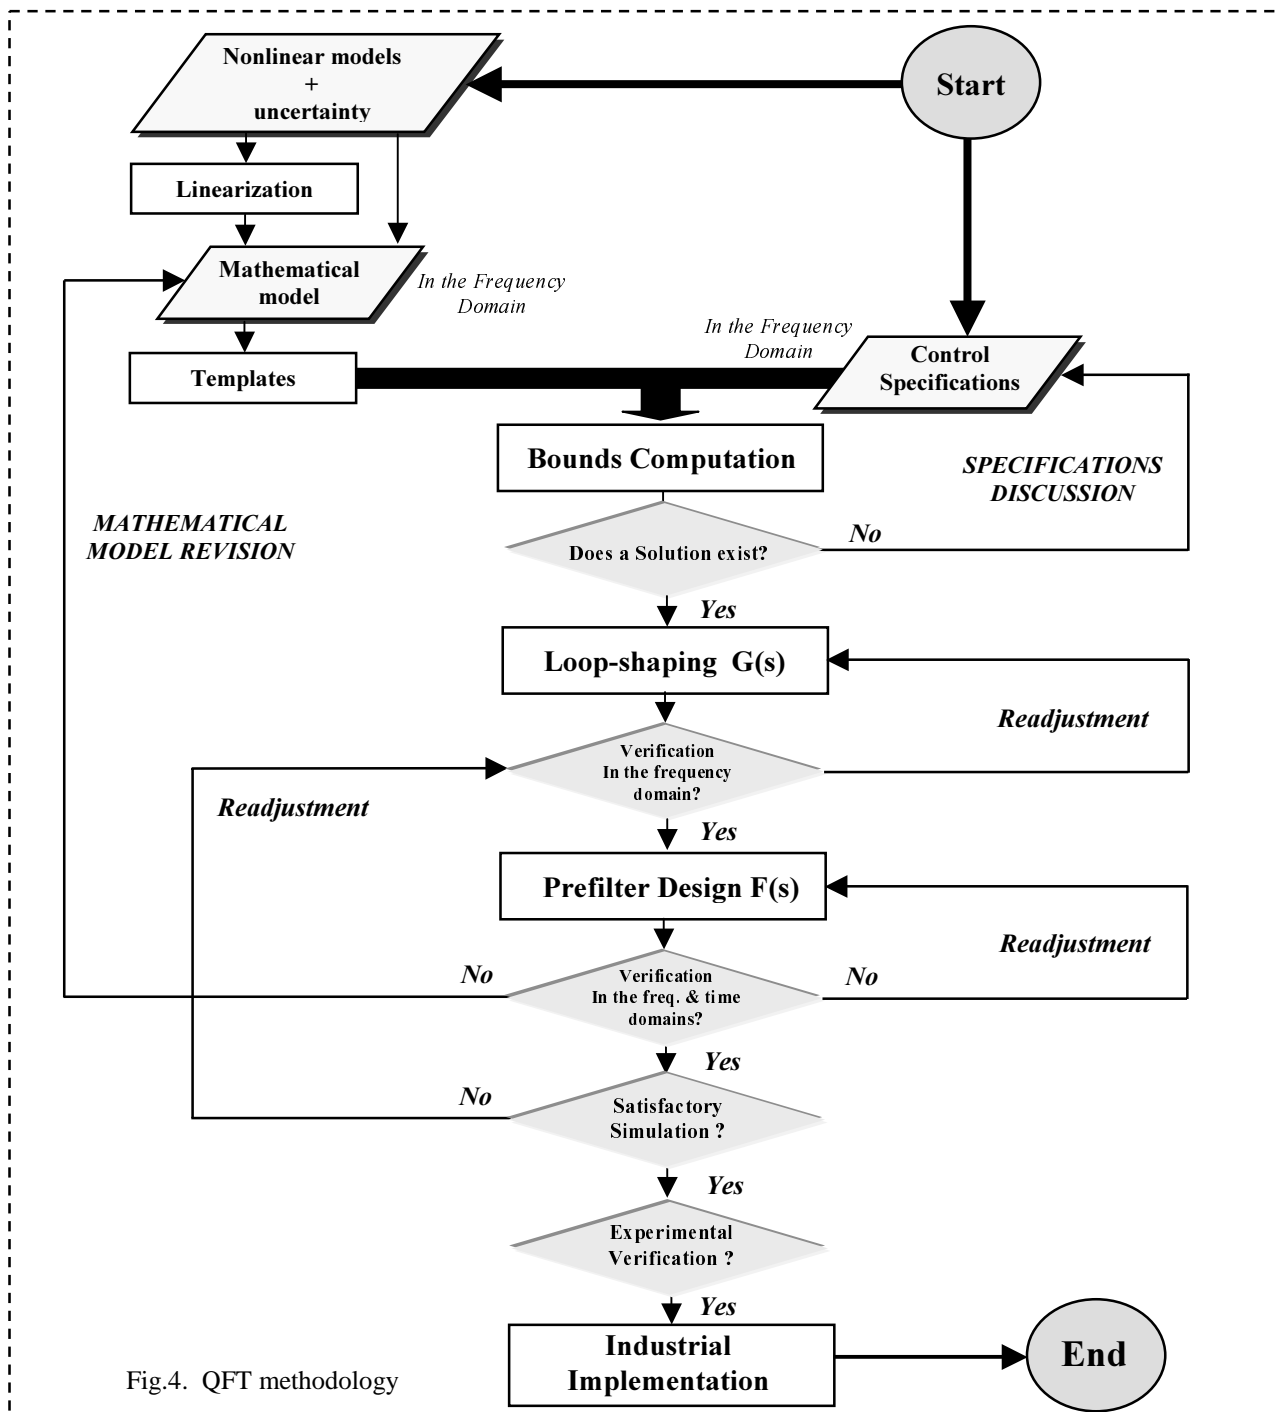 Nonlinear models
+
uncertainty
Start
Linearization
Mathematical
model
In the Frequency
Domain
In the Frequency
Domain
Control
Specifications
Templates
Bounds Computation
SPECIFICATIONS
DISCUSSION
MATHEMATICAL
MODEL REVISION
Does a Solution exist?
No
Yes
Loop-shaping G(s)
Readjustment
Verification
In the frequency
domain?
Readjustment
Yes
Prefilter Design F(s)
Readjustment
No
Verification
In the freq. & time
domains?
No
Yes
No
Satisfactory
Simulation ?
Yes
Experimental
Verification ?
Yes
Industrial
Implementation
End
Fig.4. QFT methodology